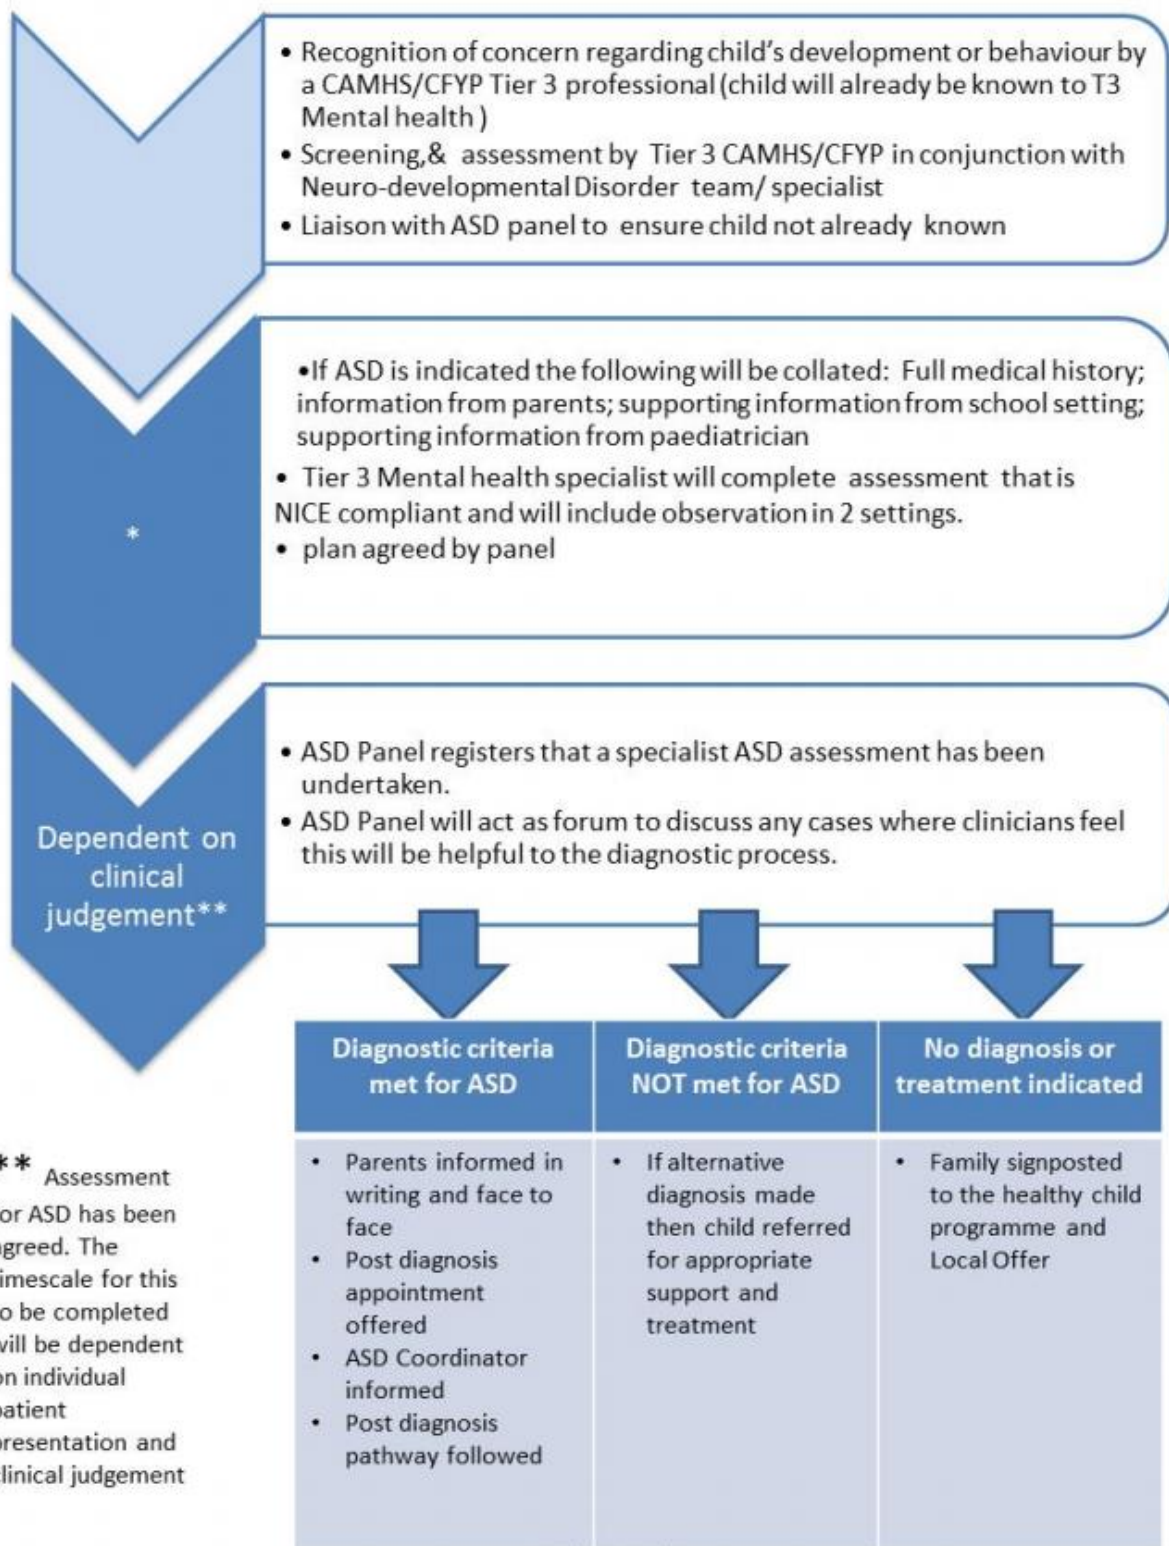 • Recognition of concern regarding child's development or behaviour by
a CAMHS/CFYP Tier 3 professional (child will already be known to T3
Mental health )
• Screening,& assessment by Tier 3 CAMHS/CFYP in conjunction with
Neuro-developmental Disorder team/ specialist
• Liaison with ASD panel to ensure child not already known
*
•If ASD is indicated the following will be collated: Full medical history;
information from parents; supporting information from school setting;
supporting information from paediatrician
• Tier 3 Mental health specialist will complete assessment that is
NICE compliant and will include observation in 2 settings.
• plan agreed by panel
Dependent on
clinical
judgement**
• ASD Panel registers that a specialist ASD assessment has been
undertaken.
• ASD Panel will act as forum to discuss any cases where clinicians feel
this will be helpful to the diagnostic process.
Diagnostic criteria
met for ASD
• Parents informed in
writing and face to
face
• Post diagnosis
appointment
offered
• ASD Coordinator
informed
• Post diagnosis
pathway followed
Diagnostic criteria
NOT met for ASD
• If alternative
diagnosis made
then child referred
for appropriate
support and
treatment
No diagnosis or
treatment indicated
• Family signposted
to the healthy child
programme and
Local Offer
** Assessment
or ASD has been
agreed. The
imescale for this
o be completed
will be dependent
on individual
patient
presentation and
clinical judgement